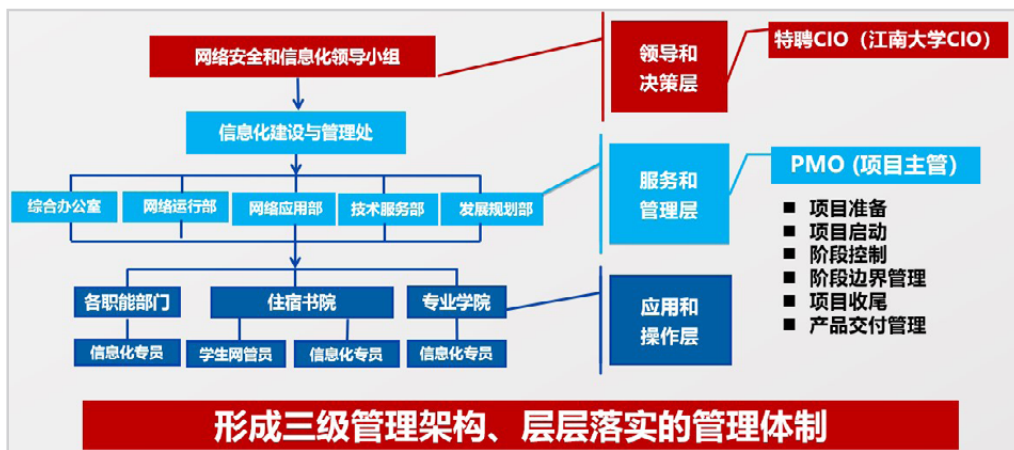 网络安全和信息化领导小组
信息化建设与管理处
综合办公室
网络运行部
网络应用部
技术服务部
发展规划部
各职能部门
住宿书院
专业学院
信息化专员
学生网管员
信息化专员
信息化专员
领导和
决策层
特聘CIO（江南大学CIO）
服务和
管理层
PMO (项目主管）
■ 项目准备
■ 项目启动
■ 阶段控制
■ 阶段边界管理
■ 项目收尾
■ 产品交付管理
应用和
操作层
形成三级管理架构、层层落实的管理体制